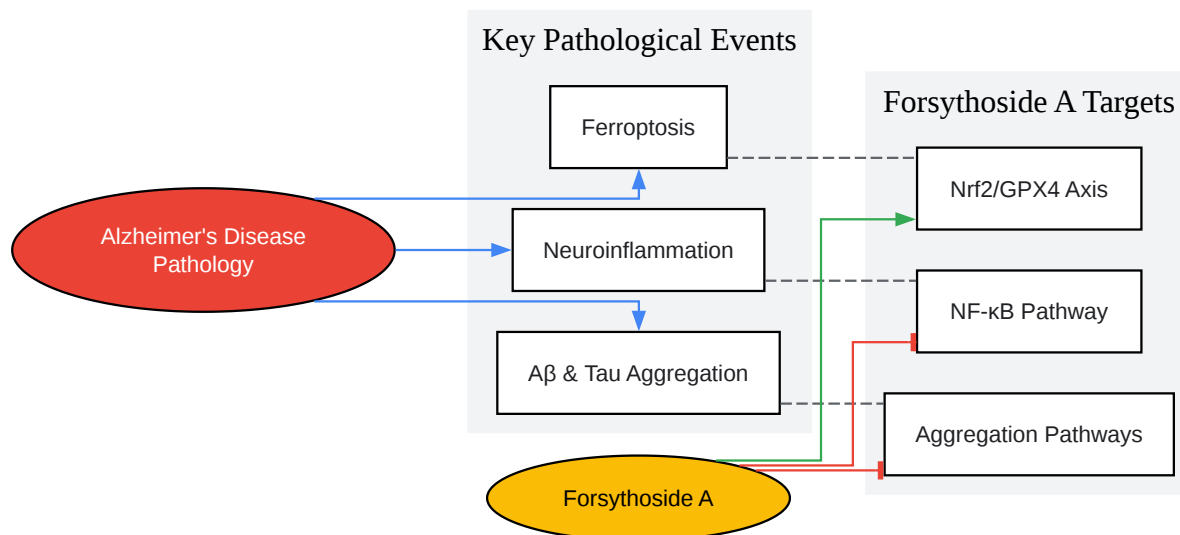 Key Pathological Events
Ferroptosis
Neuroinflammation
Aβ & Tau Aggregation
Alzheimer's Disease
Pathology
Forsythoside A Targets
Nrf2/GPX4 Axis
NF-κB Pathway
Aggregation Pathways
Forsythoside A